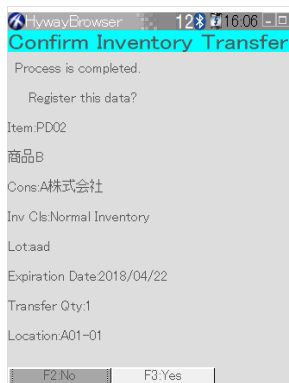 HywayBrowser 12 16:06
Confirm Inventory Transfer
Process is completed.
Register this data?
Item:PD02
商品B
Cons:A株式会社
Inv Cls:Normal Inventory
Lot:aad
Expiration Date:2018/04/22
Transfer Qty:1
Location:A01-01
F2:No F3:Yes